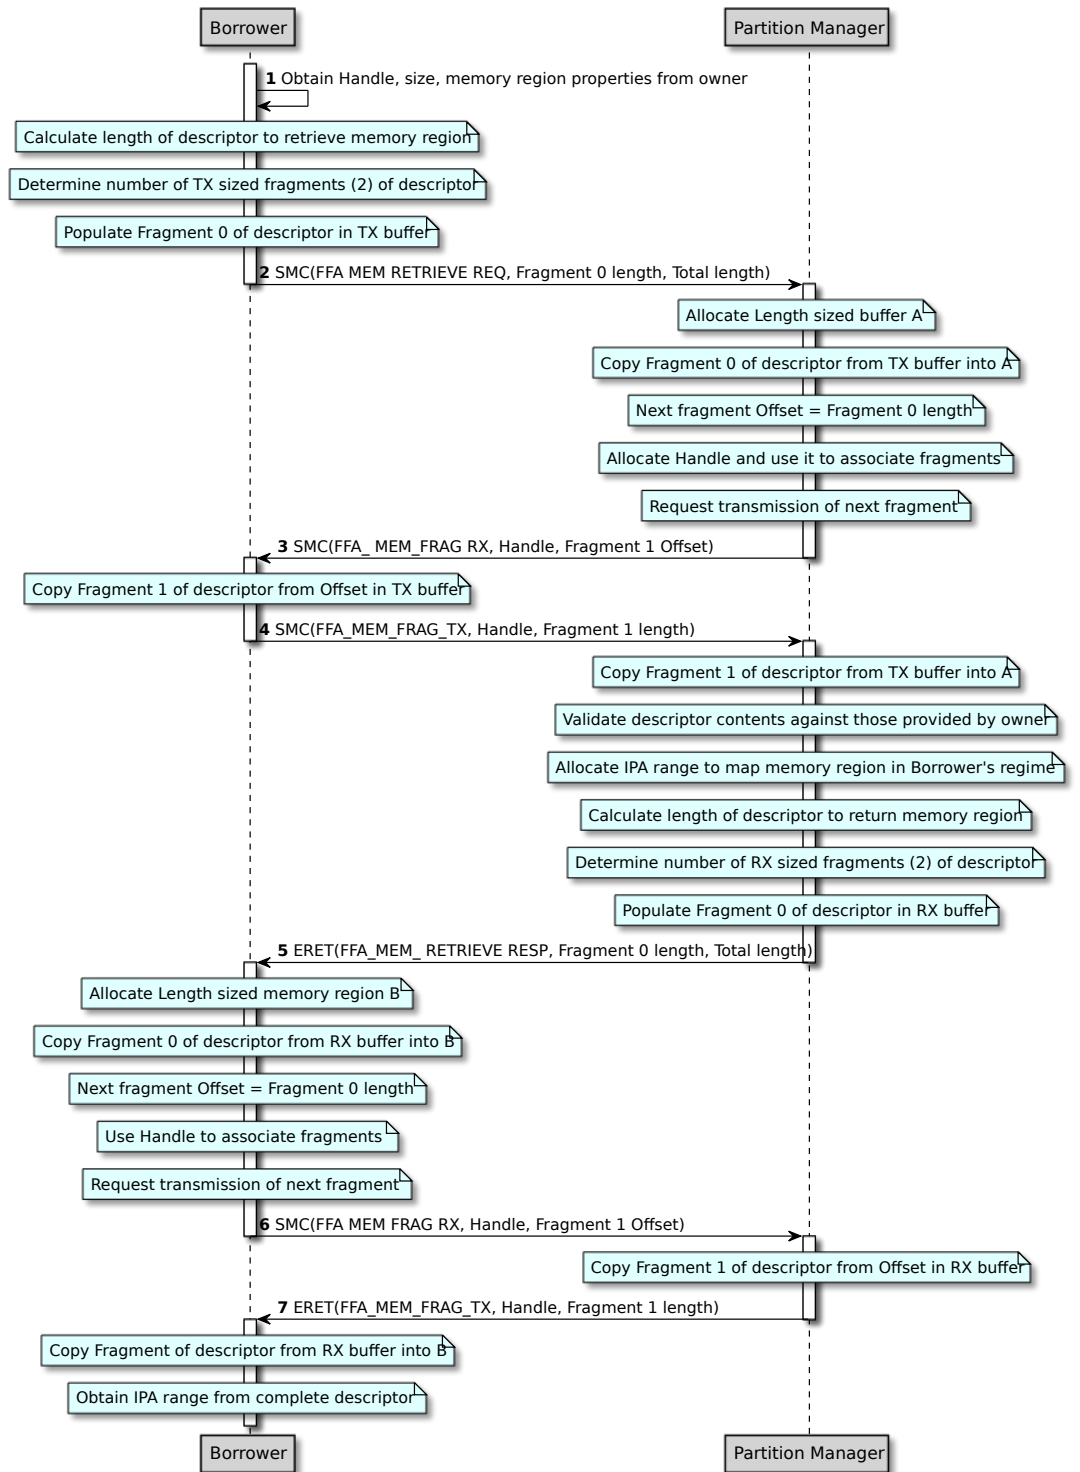 Borrower
Partition Manager
1 Obtain Handle, size, memory region properties from owner
Calculate length of descriptor to retrieve memory region
Determine number of TX sized fragments (2) of descriptor
Populate Fragment 0 of descriptor in TX buffer
2 SMC(FFA MEM RETRIEVE REQ, Fragment 0 length, Total length)
Allocate Length sized buffer A
Copy Fragment 0 of descriptor from TX buffer into A
Next fragment Offset = Fragment 0 length
Allocate Handle and use it to associate fragments
Request transmission of next fragment
3 SMC(FFA_ MEM_FRAG RX, Handle, Fragment 1 Offset)
Copy Fragment 1 of descriptor from Offset in TX buffer
4 SMC(FFA_MEM_FRAG_TX, Handle, Fragment 1 length)
Copy Fragment 1 of descriptor from TX buffer into A
Validate descriptor contents against those provided by owner
Allocate IPA range to map memory region in Borrower's regime
Calculate length of descriptor to return memory region
Determine number of RX sized fragments (2) of descriptor
Populate Fragment 0 of descriptor in RX buffer
5 ERET(FFA_MEM_ RETRIEVE RESP, Fragment 0 length, Total length)
Allocate Length sized memory region B
Copy Fragment 0 of descriptor from RX buffer into B
Next fragment Offset = Fragment 0 length
Use Handle to associate fragments
Request transmission of next fragment
6 SMC(FFA MEM FRAG RX, Handle, Fragment 1 Offset)
Copy Fragment 1 of descriptor from Offset in RX buffer
7 ERET(FFA_MEM_FRAG_TX, Handle, Fragment 1 length)
Copy Fragment of descriptor from RX buffer into B
Obtain IPA range from complete descriptor
Borrower
Partition Manager